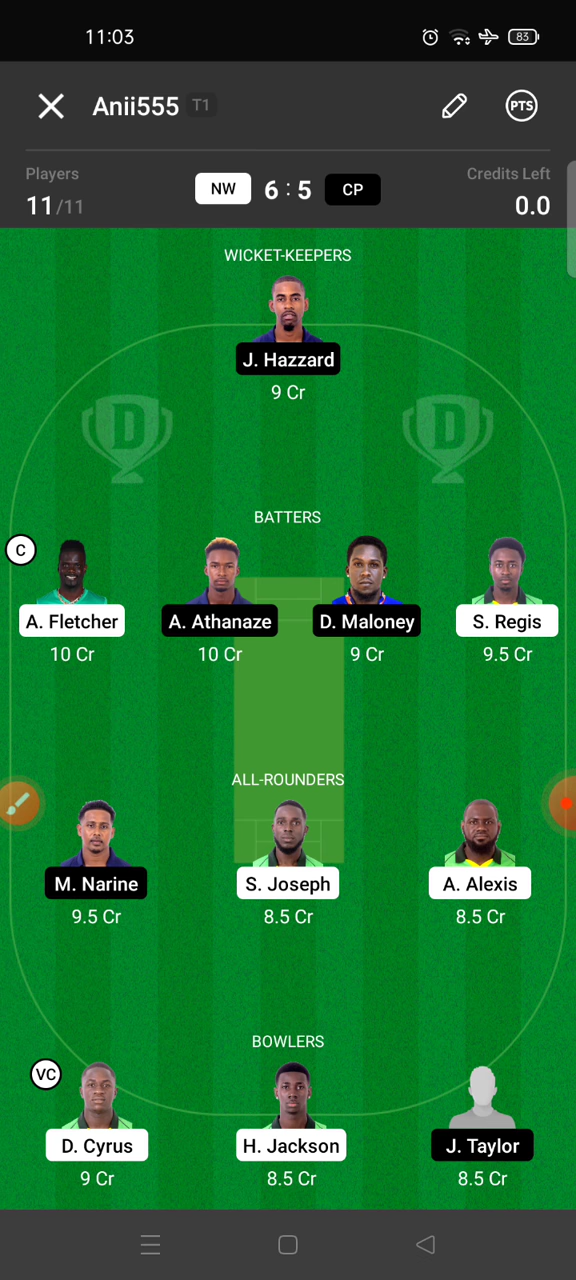 11:03
83
Anii555 T1
PTS
Players
Credits Left
11/11
NW 6 : 5 CP
0.0
WICKET-KEEPERS
J. Hazzard
9 Cr
D D
BATTERS
C
A. Fletcher A. Athanaze D. Maloney S. Regis
10 Cr 10 Cr 9 Cr 9.5 Cr
ALL-ROUNDERS
M. Narine S. Joseph A. Alexis
9.5 Cr 8.5 Cr 8.5 Cr
BOWLERS
VC
D. Cyrus H. Jackson J. Taylor
9 Cr 8.5 Cr 8.5 Cr